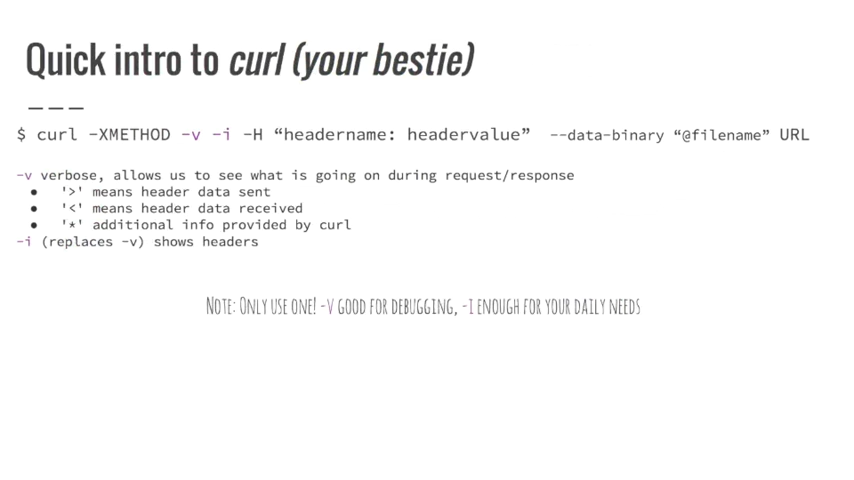 Quick intro to curl (your bestie)
$ curl -XMETHOD -v -i -H “headername: headervalue” --data-binary “@filename” URL
-v verbose, allows us to see what is going on during request/response
● '>' means header data sent
● '<' means header data received
● '*' additional info provided by curl
-i (replaces -v) shows headers
Note: Only use one! -v good for debugging, -i enough for your daily needs